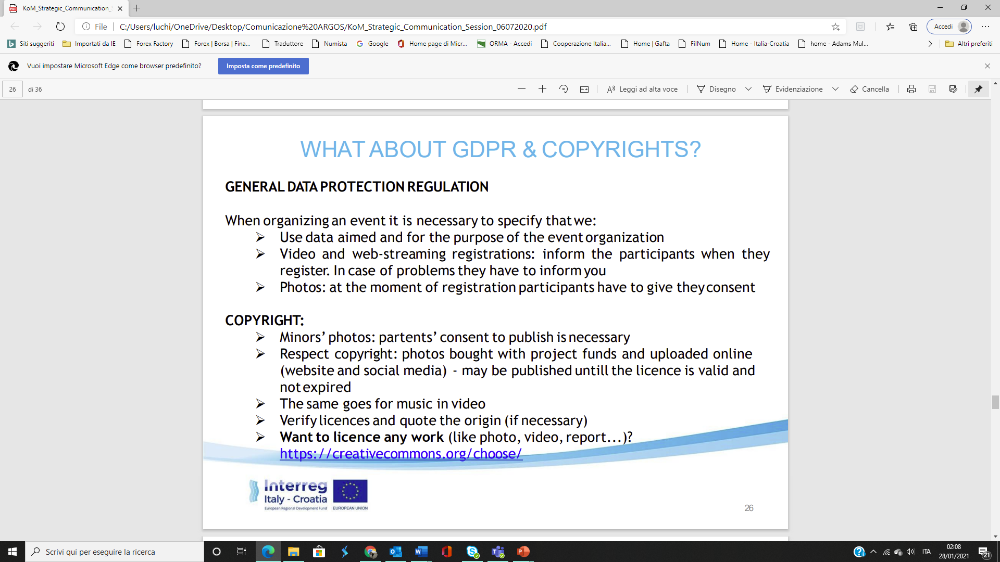 KoM_Strategic_Communication_S
File
C:/Users/luchi/OneDrive/Desktop/Comunicazione%20ARGOS/KoM_Strategic_Communication_Session_06072020.pdf
Accedi
Siti suggeriti
Importati da IE
Forex Factory
Forex | Borsa | Fina...
Traduttore
Numista
Google
Home page di Micr...
ORMA - Accedi
Cooperazione Italia...
Home | Gafta
FilNum
Home - Italia-Croatia
home - Adams Mul...
Altri preferiti
Vuoi impostare Microsoft Edge come browser predefinito?
Imposta come predefinito
26 di 36
Leggi ad alta voce
Disegno
Evidenziazione
Cancella
WHAT ABOUT GDPR & COPYRIGHTS?
GENERAL DATA PROTECTION REGULATION
When organizing an event it is necessary to specify that we:
Use data aimed and for the purpose of the event organization
Video and web-streaming registrations: inform the participants when they
register. In case of problems they have to inform you
Photos: at the moment of registration participants have to give they consent
COPYRIGHT:
Minors’ photos: partents’ consent to publish is necessary
Respect copyright: photos bought with project funds and uploaded online
(website and social media) - may be published untill the licence is valid and
not expired
The same goes for music in video
Verify licences and quote the origin (if necessary)
Want to licence any work (like photo, video, report...)?
https://creativecommons.org/choose/
Interreg
Italy - Croatia
European Regional Development Fund
EUROPEAN UNION
26
Scrivi qui per eseguire la ricerca
ITA
02:08
28/01/2021
21